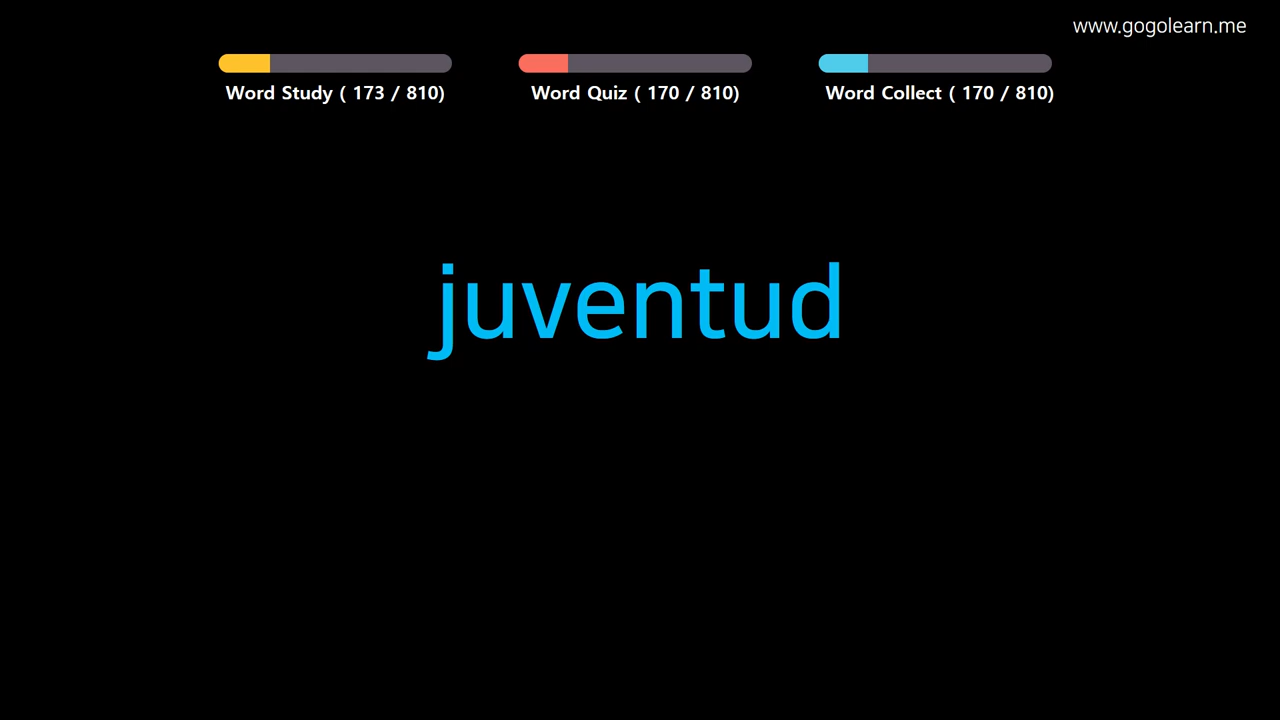 www.gogolearn.me
Word Study ( 173 / 810)
Word Quiz ( 170 / 810)
Word Collect ( 170 / 810)
juventud